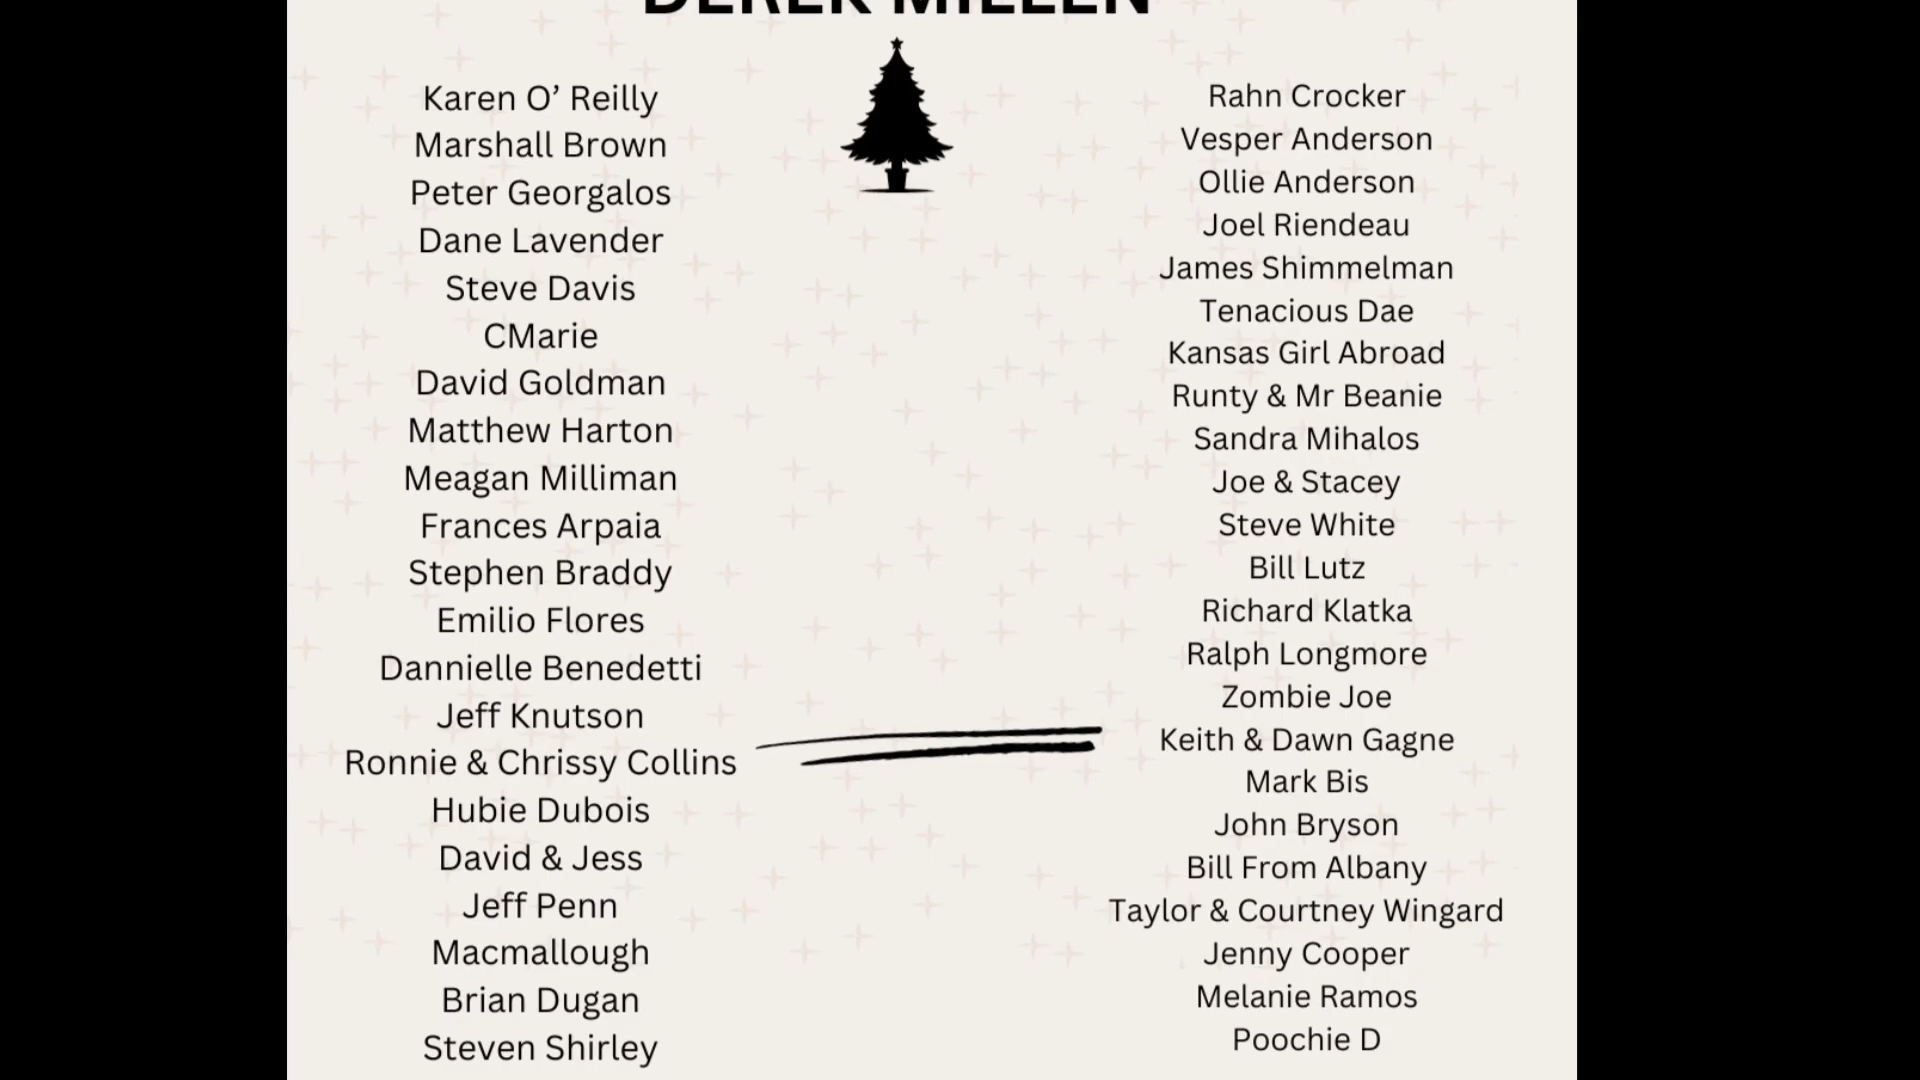 DEREK MILLEN
Karen O’ Reilly
Marshall Brown
Peter Georgalos
Dane Lavender
Steve Davis
CMarie
David Goldman
Matthew Harton
Meagan Milliman
Frances Arpaia
Stephen Braddy
Emilio Flores
Dannielle Benedetti
Jeff Knutson
Ronnie & Chrissy Collins
Hubie Dubois
David & Jess
Jeff Penn
Macmallough
Brian Dugan
Steven Shirley
Rahn Crocker
Vesper Anderson
Ollie Anderson
Joel Riendeau
James Shimmelman
Tenacious Dae
Kansas Girl Abroad
Runty & Mr Beanie
Sandra Mihalos
Joe & Stacey
Steve White
Bill Lutz
Richard Klatka
Ralph Longmore
Zombie Joe
Keith & Dawn Gagne
Mark Bis
John Bryson
Bill From Albany
Taylor & Courtney Wingard
Jenny Cooper
Melanie Ramos
Poochie D